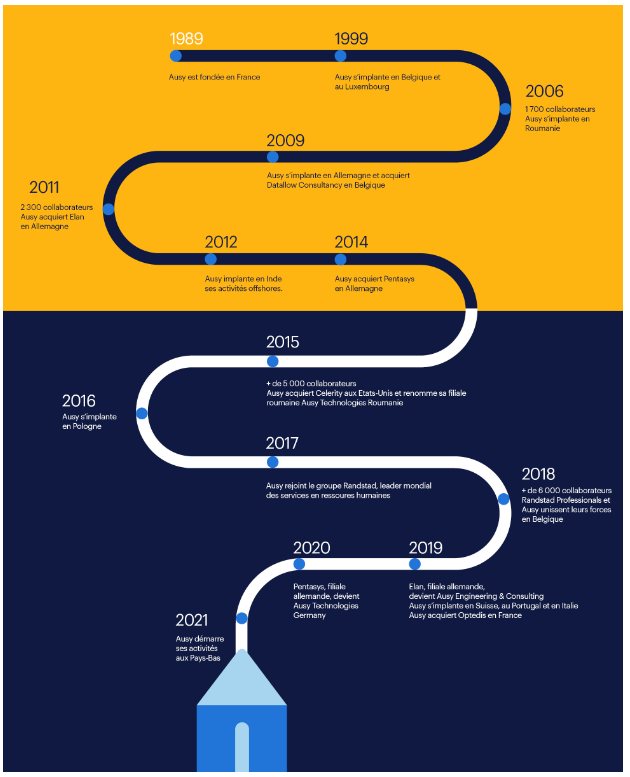 1989
Ausy est fondée en France
1999
Ausy s'implante en Belgique et
au Luxembourg
2006
1 700 collaborateurs
Ausy s'implante en
Roumanie
2009
Ausy s'implante en Allemagne et acquiert
Datallow Consultancy en Belgique
2011
2 300 collaborateurs
Ausy acquiert Elan
en Allemagne
2012
Ausy implante en Inde
ses activités offshores.
2014
Ausy acquiert Pentasys
en Allemagne
2015
+ de 5 000 collaborateurs
Ausy acquiert Celerity aux Etats-Unis et renomme sa filiale
roumaine Ausy Technologies Roumanie
2016
Ausy s'implante
en Pologne
2017
Ausy rejoint le groupe Randstad, leader mondial
des services en ressoures humaines
2018
+ de 6 000 collaborateurs
Randstad Professionals et
Ausy unissent leurs forces
en Belgique
2019
Elan, filiale allemande,
devient Ausy Engineering & Consulting
Ausy s'implante en Suisse, au Portugal et en Italie
Ausy acquiert Optedis en France
2020
Pentasys, filiale
allemande, devient
Ausy Technologies
Germany
2021
Ausy démarre
ses activités
aux Pays-Bas